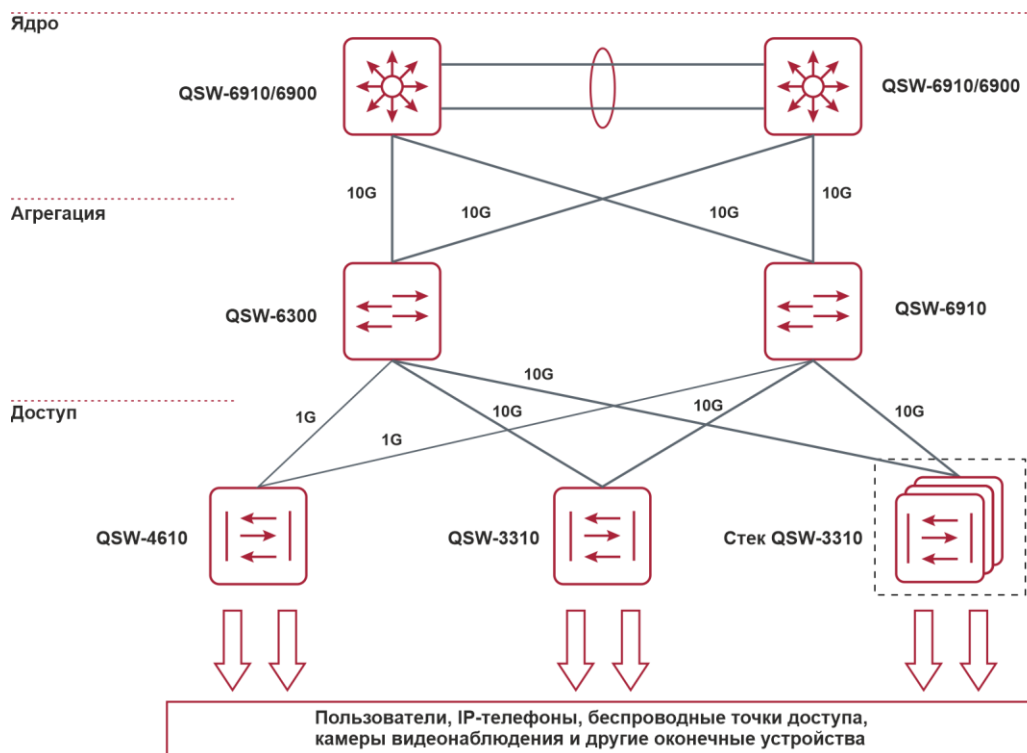 Ядро
QSW-6910/6900
QSW-6910/6900
10G
10G
10G
10G
Агрегация
QSW-6300
QSW-6910
10G
Доступ
1G
10G
10G
10G
1G
QSW-4610
QSW-3310
Стек QSW-3310
Пользователи, IP-телефоны, беспроводные точки доступа,
камеры видеонаблюдения и другие оконечные устройства